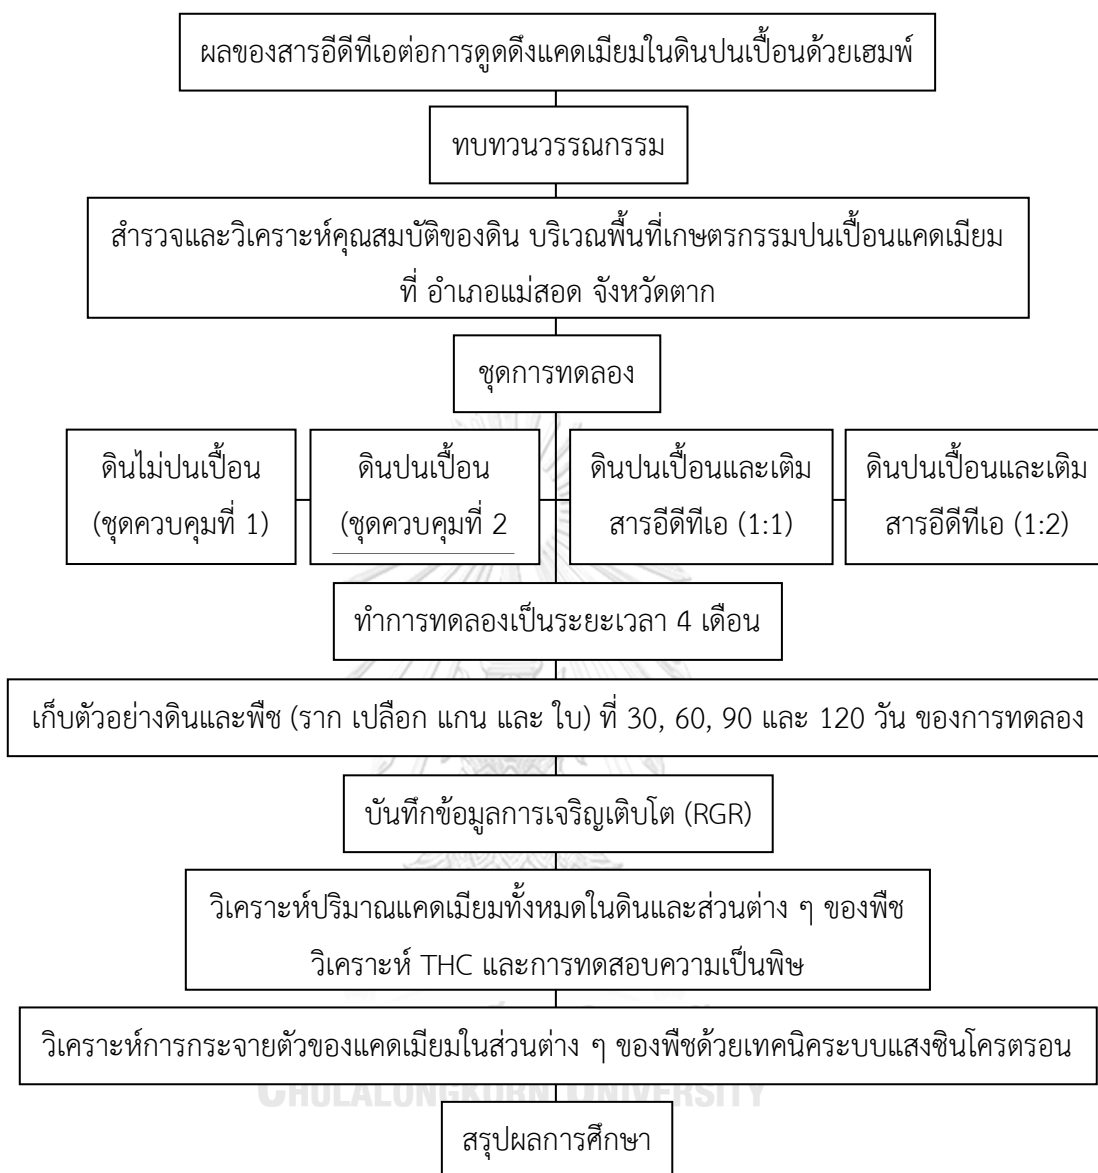 ผลของสารอีดีทีเอต่อการดูดดึงแคดเมียมในดินปนเปื้อนด้วยเฮมพ์
ทบทวนวรรณกรรม
สำรวจและวิเคราะห์คุณสมบัติของดิน บริเวณพื้นที่เกษตรกรรมปนเปื้อนแคดเมียม
ที่ อำเภอแม่สอด จังหวัดตาก
ชุดการทดลอง
ดินไม่ปนเปื้อน
(ชุดควบคุมที่ 1)
ดินปนเปื้อน
(ชุดควบคุมที่ 2
ดินปนเปื้อนและเติม
สารอีดีทีเอ (1:1)
ดินปนเปื้อนและเติม
สารอีดีทีเอ (1:2)
ทำการทดลองเป็นระยะเวลา 4 เดือน
เก็บตัวอย่างดินและพืช (ราก เปลือก แกน และ ใบ) ที่ 30, 60, 90 และ 120 วัน ของการทดลอง
บันทึกข้อมูลการเจริญเติบโต (RGR)
วิเคราะห์ปริมาณแคดเมียมทั้งหมดในดินและส่วนต่าง ๆ ของพืช
วิเคราะห์ THC และการทดสอบความเป็นพิษ
วิเคราะห์การกระจายตัวของแคดเมียมในส่วนต่าง ๆ ของพืชด้วยเทคนิคระบบแสงซินโครตรอน
CHULALONGKORN UNIVERSITY
สรุปผลการศึกษา